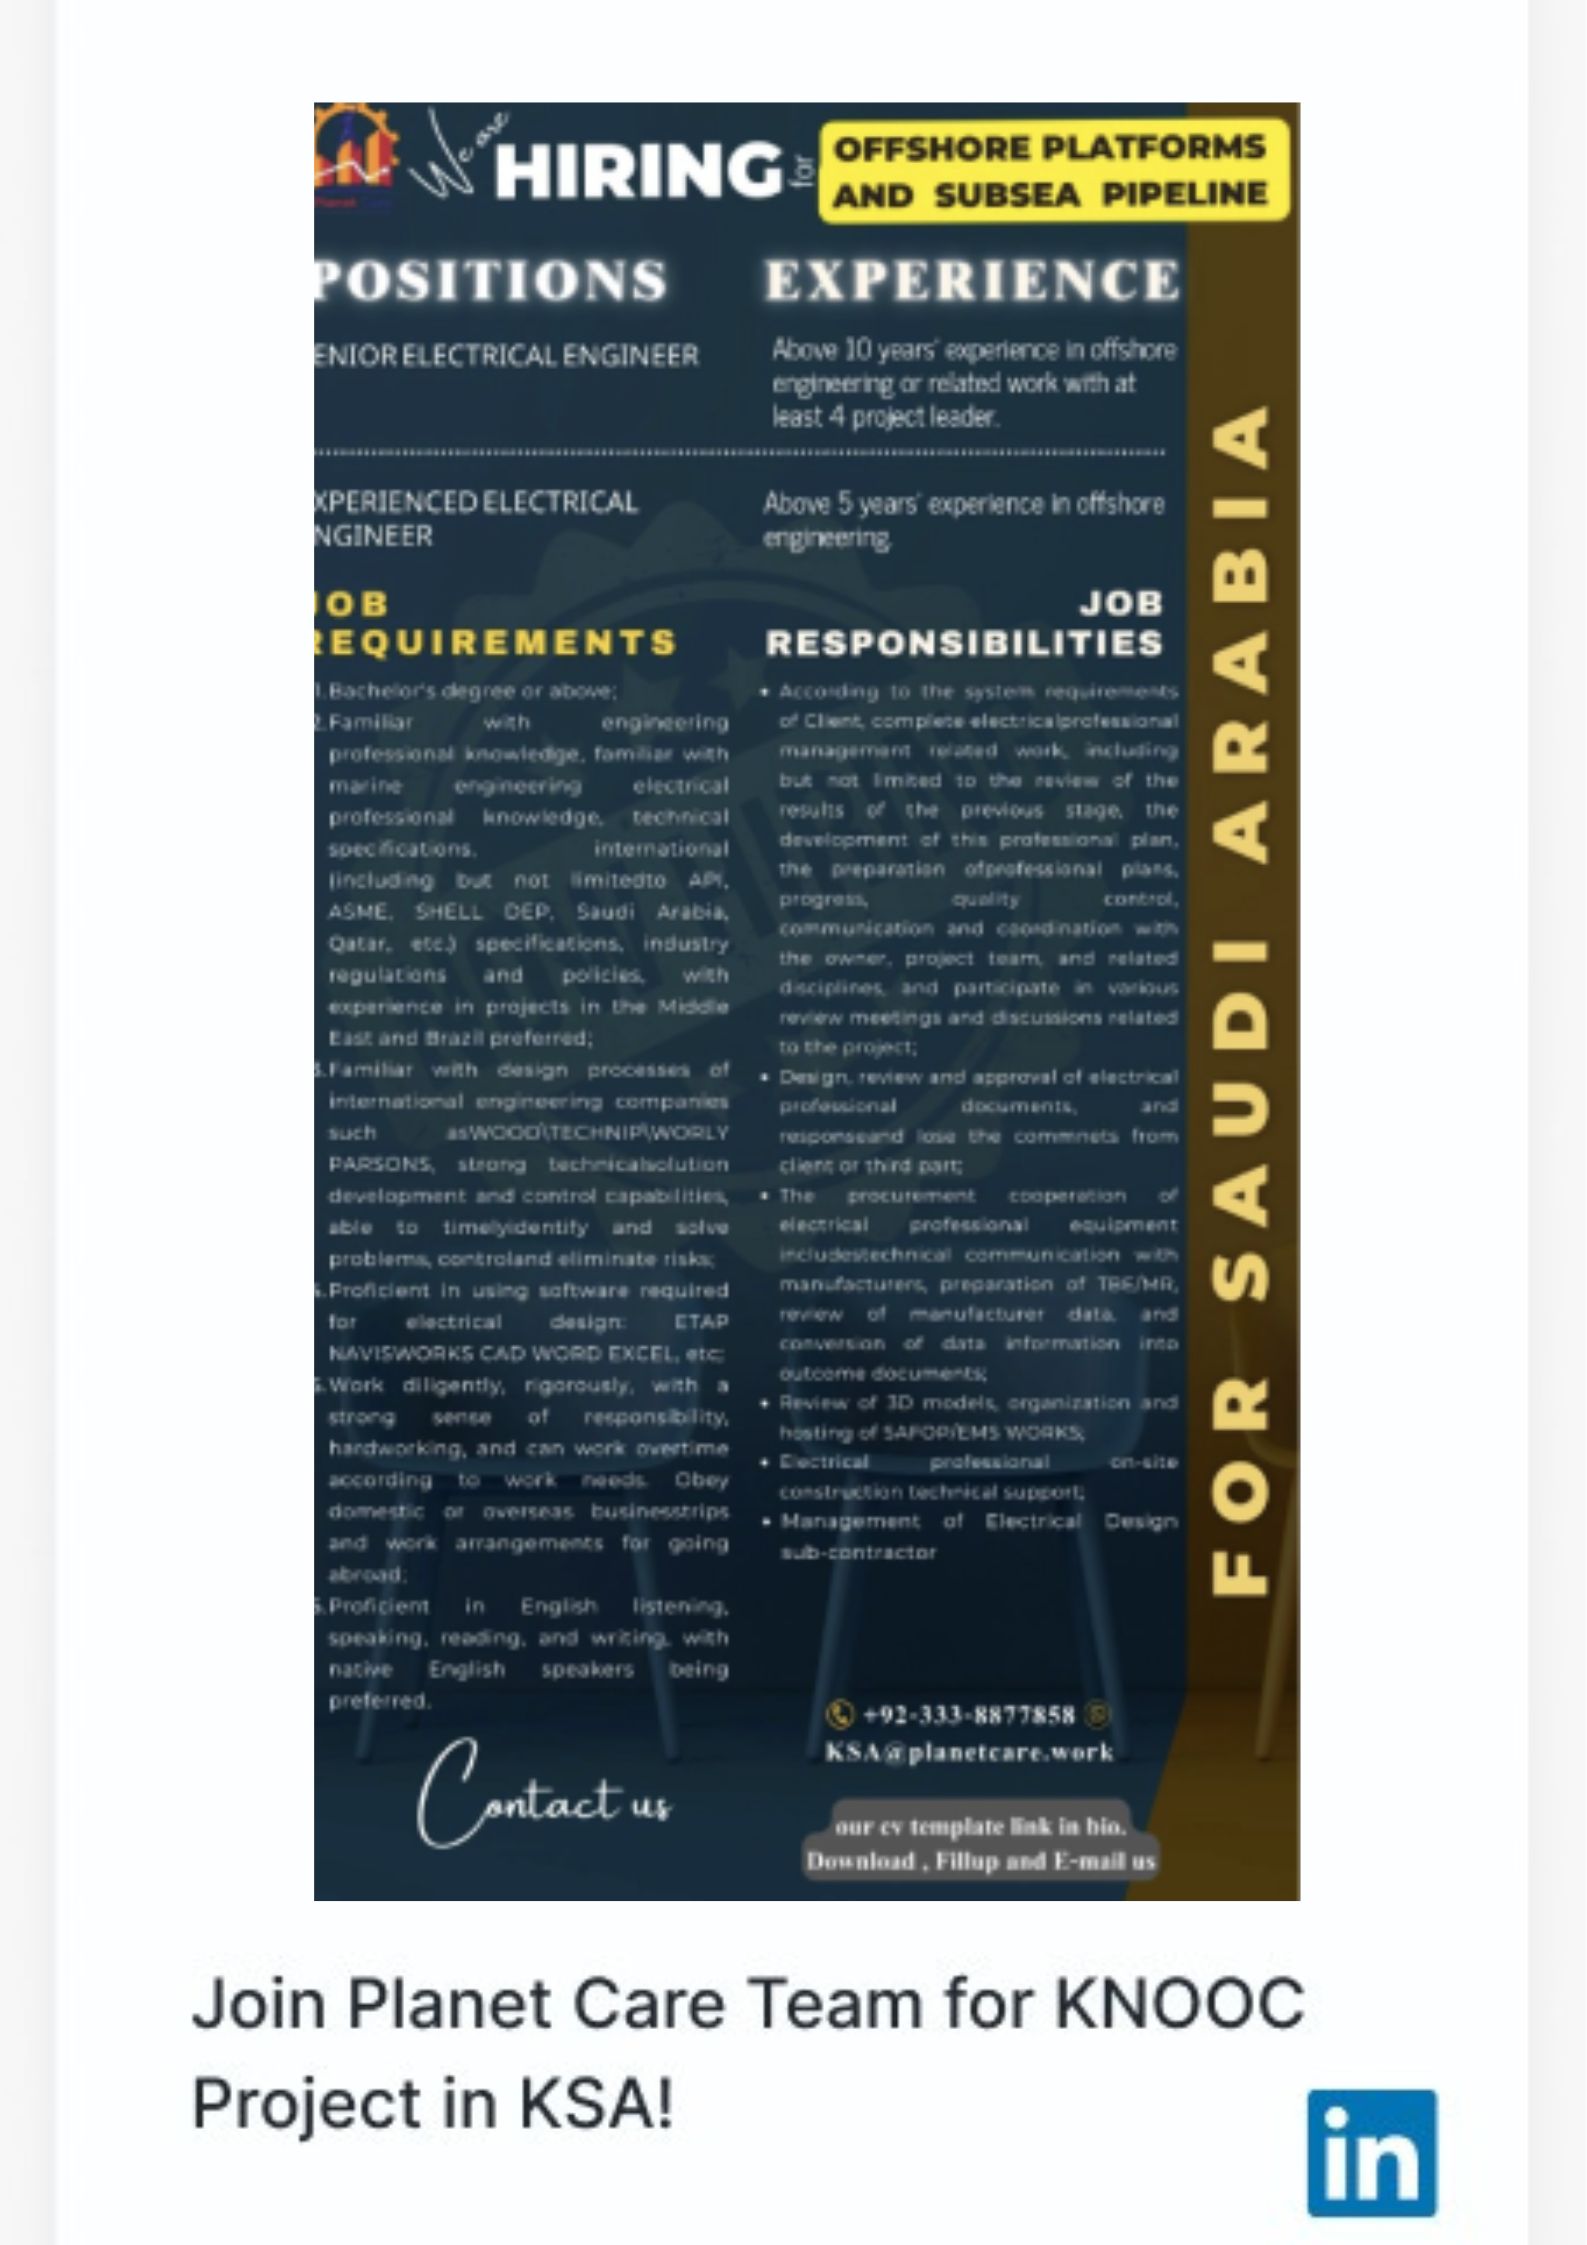 We are
HIRING
for
OFFSHORE PLATFORMS
AND SUBSEA PIPELINE
POSITIONS
EXPERIENCE
ENIOR ELECTRICAL ENGINEER
Above 10 years' experience in offshore
engineering or related work with at
least 4 project leader.
XPERIENCED ELECTRICAL
NGINEER
Above 5 years' experience in offshore
engineering.
JOB
REQUIREMENTS
1.Bachelor's degree or above;
2.Familiar with engineering
professional knowledge, familiar with
marine engineering electrical
professional knowledge, technical
specifications, international
(including but not limitedto API,
ASME, SHELL DEP, Saudi Arabia,
Qatar, etc.) specifications, industry
regulations and policies, with
experience in projects in the Middle
East and Brazil preferred;
3.Familiar with design processes of
international engineering companies
such asWOOD\TECHNIP\WORLY
PARSONS, strong technicalsolution
development and control capabilities,
able to timelyidentify and solve
problems, controland eliminate risks;
4.Proficient in using software required
for electrical design: ETAP
NAVISWORKS CAD WORD EXCEL, etc;
5.Work diligently, rigorously, with a
strong sense of responsibility,
hardworking, and can work overtime
according to work needs. Obey
domestic or overseas businesstrips
and work arrangements for going
abroad;
6.Proficient in English listening,
speaking, reading, and writing, with
native English speakers being
preferred.
JOB
RESPONSIBILITIES
• According to the system requirements
of Client, complete electricalprofessional
management related work, including
but not limited to the review of the
results of the previous stage, the
development of this professional plan,
the preparation ofprofessional plans,
progress, quality control,
communication and coordination with
the owner, project team, and related
disciplines, and participate in various
review meetings and discussions related
to the project;
• Design, review and approval of electrical
professional documents, and
responseand lose the commnets from
client or third part;
• The procurement cooperation of
electrical professional equipment
includestechnical communication with
manufacturers, preparation of TBE/MR,
review of manufacturer data, and
conversion of data information into
outcome documents;
• Review of 3D models, organization and
hosting of SAFOP/EMS WORKS;
• Electrical professional on-site
construction technical support;
• Management of Electrical Design
sub-contractor
FOR SAUDI ARABIA
Contact us
+92-333-8877858
KSA@planetcare.work
our cv template link in bio.
Download , Fillup and E-mail us
Join Planet Care Team for KNOOC
Project in KSA!
in